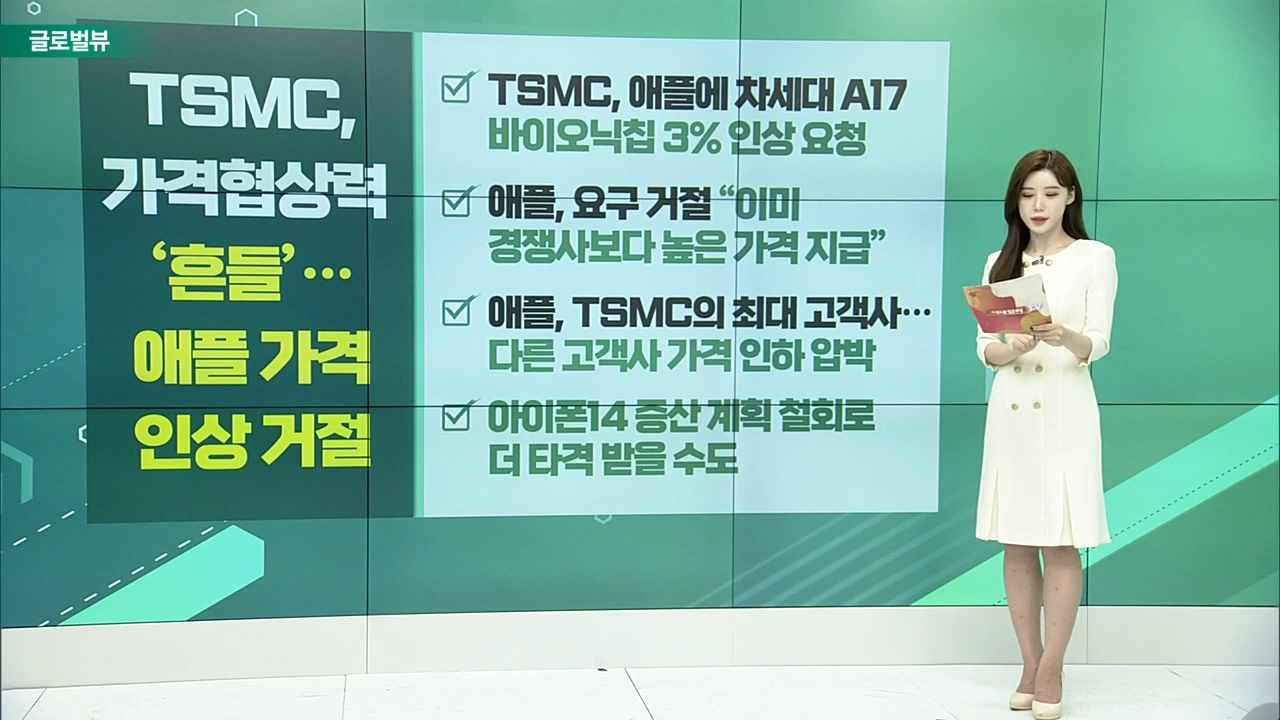 글로벌뷰
TSMC,
가격협상력
‘흔들’…
애플 가격
인상 거절
TSMC, 애플에 차세대 A17
바이오닉칩 3% 인상 요청
애플, 요구 거절 “이미
경쟁사보다 높은 가격 지급”
애플, TSMC의 최대 고객사…
다른 고객사 가격 인하 압박
아이폰14 증산 계획 철회로
더 타격 받을 수도